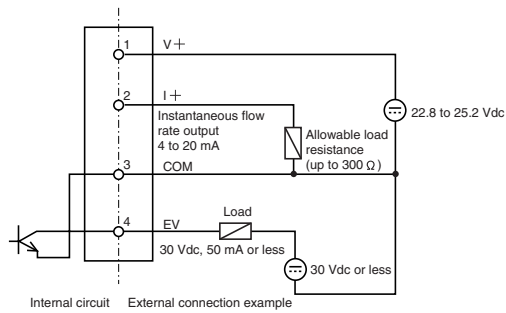 1 V+
2 I+
Instantaneous flow
rate output
4 to 20 mA
22.8 to 25.2 Vdc
Allowable load
resistance
(up to 300 Ω)
3 COM
4 EV
Load
30 Vdc, 50 mA or less
30 Vdc or less
Internal circuit External connection example